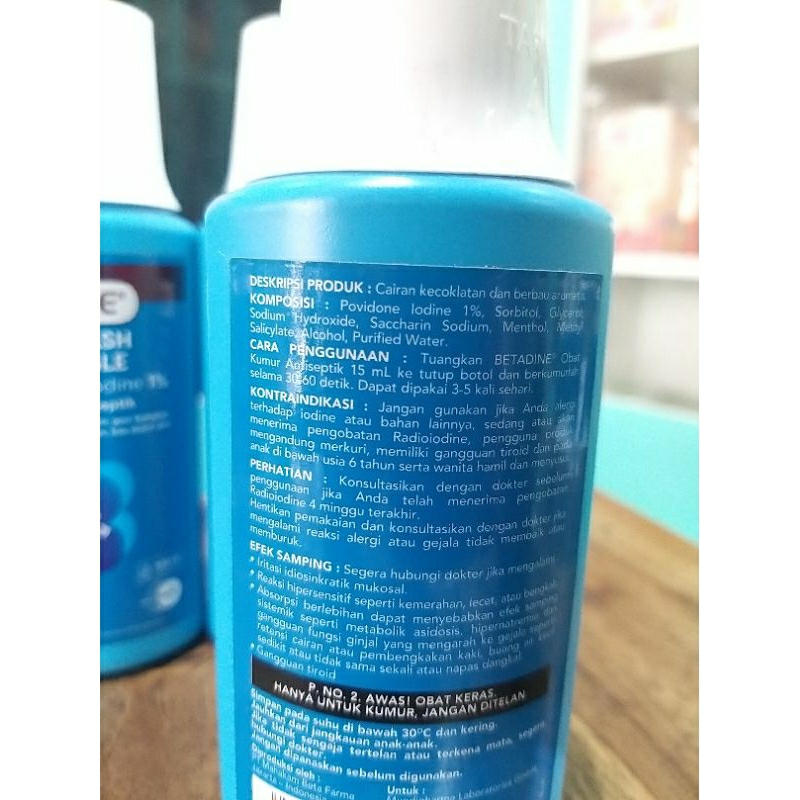 DESKRIPSI PRODUK : Cairan kecoklatan dan berbau aromatis
KOMPOSISI : Povidone Iodine 1%, Sorbitol, Glycerol,
Sodium Hydroxide, Saccharin Sodium, Menthol, Methyl
Salicylate, Alcohol, Purified Water.
CARA PENGGUNAAN : Tuangkan BETADINE® Obat
Kumur Antiseptik 15 mL ke tutup botol dan berkumurlah
selama 30-60 detik. Dapat dipakai 3-5 kali sehari.
KONTRAINDIKASI : Jangan gunakan jika Anda alergi
terhadap iodine atau bahan lainnya, sedang atau akan
menerima pengobatan Radioiodine, pengguna produk
mengandung merkuri, memiliki gangguan tiroid dan pada
anak di bawah usia 6 tahun serta wanita hamil dan menyusui.
PERHATIAN : Konsultasikan dengan dokter sebelum
penggunaan jika Anda telah menerima pengobatan
Radioiodine 4 minggu terakhir.
Hentikan pemakaian dan konsultasikan dengan dokter jika
mengalami reaksi alergi atau gejala tidak membaik atau
memburuk.
EFEK SAMPING : Segera hubungi dokter jika mengalami
* Iritasi idiosinkratik mukosal.
* Reaksi hipersensitif seperti kemerahan, lecet, atau bengkak
* Absorpsi berlebihan dapat menyebabkan efek samping
sistemik seperti metabolik asidosis, hipernatremia, dan
gangguan fungsi ginjal yang mengarah ke gejala seperti
retensi cairan atau pembengkakan kaki, buang air kecil
sedikit atau tidak sama sekali atau napas dangkal.
* Gangguan tiroid
P. NO. 2. AWAS! OBAT KERAS.
HANYA UNTUK KUMUR, JANGAN DITELAN
Simpan pada suhu di bawah 30°C dan kering.
Jauhkan dari jangkauan anak-anak.
Jika tidak sengaja tertelan atau terkena mata, segera
hubungi dokter.
Jangan dipanaskan sebelum digunakan.
Diproduksi oleh :
Mahakam Beta Farma
Jakarta - Indonesia
Untuk :
Mundipharma Laboratories